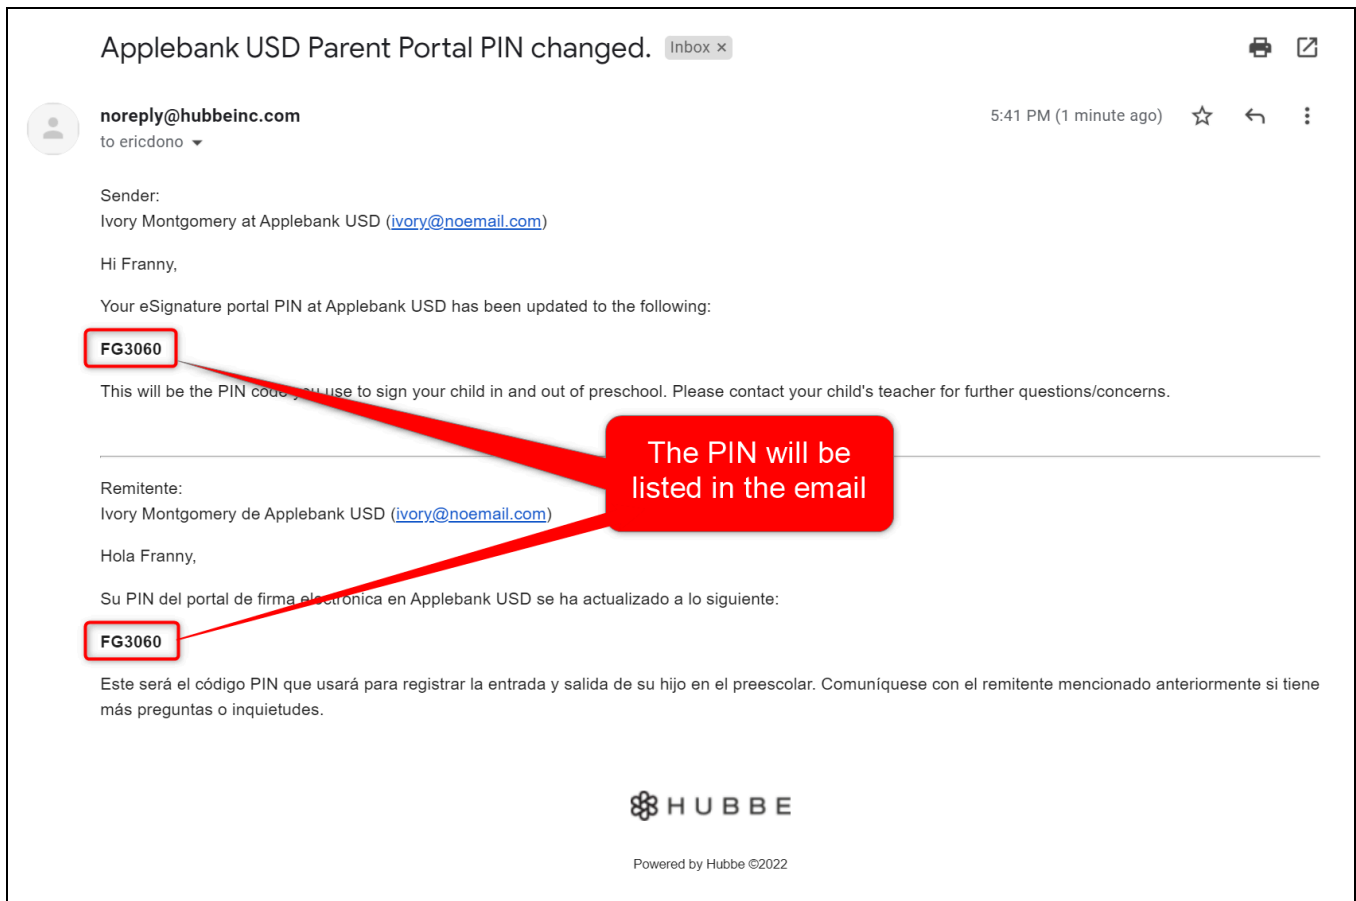 Applebank USD Parent Portal PIN changed. Inbox ×
noreply@hubbeinc.com 5:41 PM (1 minute ago)
to ericdono
Sender:
Ivory Montgomery at Applebank USD (ivory@noemail.com)
Hi Franny,
Your eSignature portal PIN at Applebank USD has been updated to the following:
FG3060
This will be the PIN code you use to sign your child in and out of preschool. Please contact your child's teacher for further questions/concerns.
The PIN will be
listed in the email
Remitente:
Ivory Montgomery de Applebank USD (ivory@noemail.com)
Hola Franny,
Su PIN del portal de firma electrónica en Applebank USD se ha actualizado a lo siguiente:
FG3060
Este será el código PIN que usará para registrar la entrada y salida de su hijo en el preescolar. Comuníquese con el remitente mencionado anteriormente si tiene
más preguntas o inquietudes.
HUBBE
Powered by Hubbe ©2022